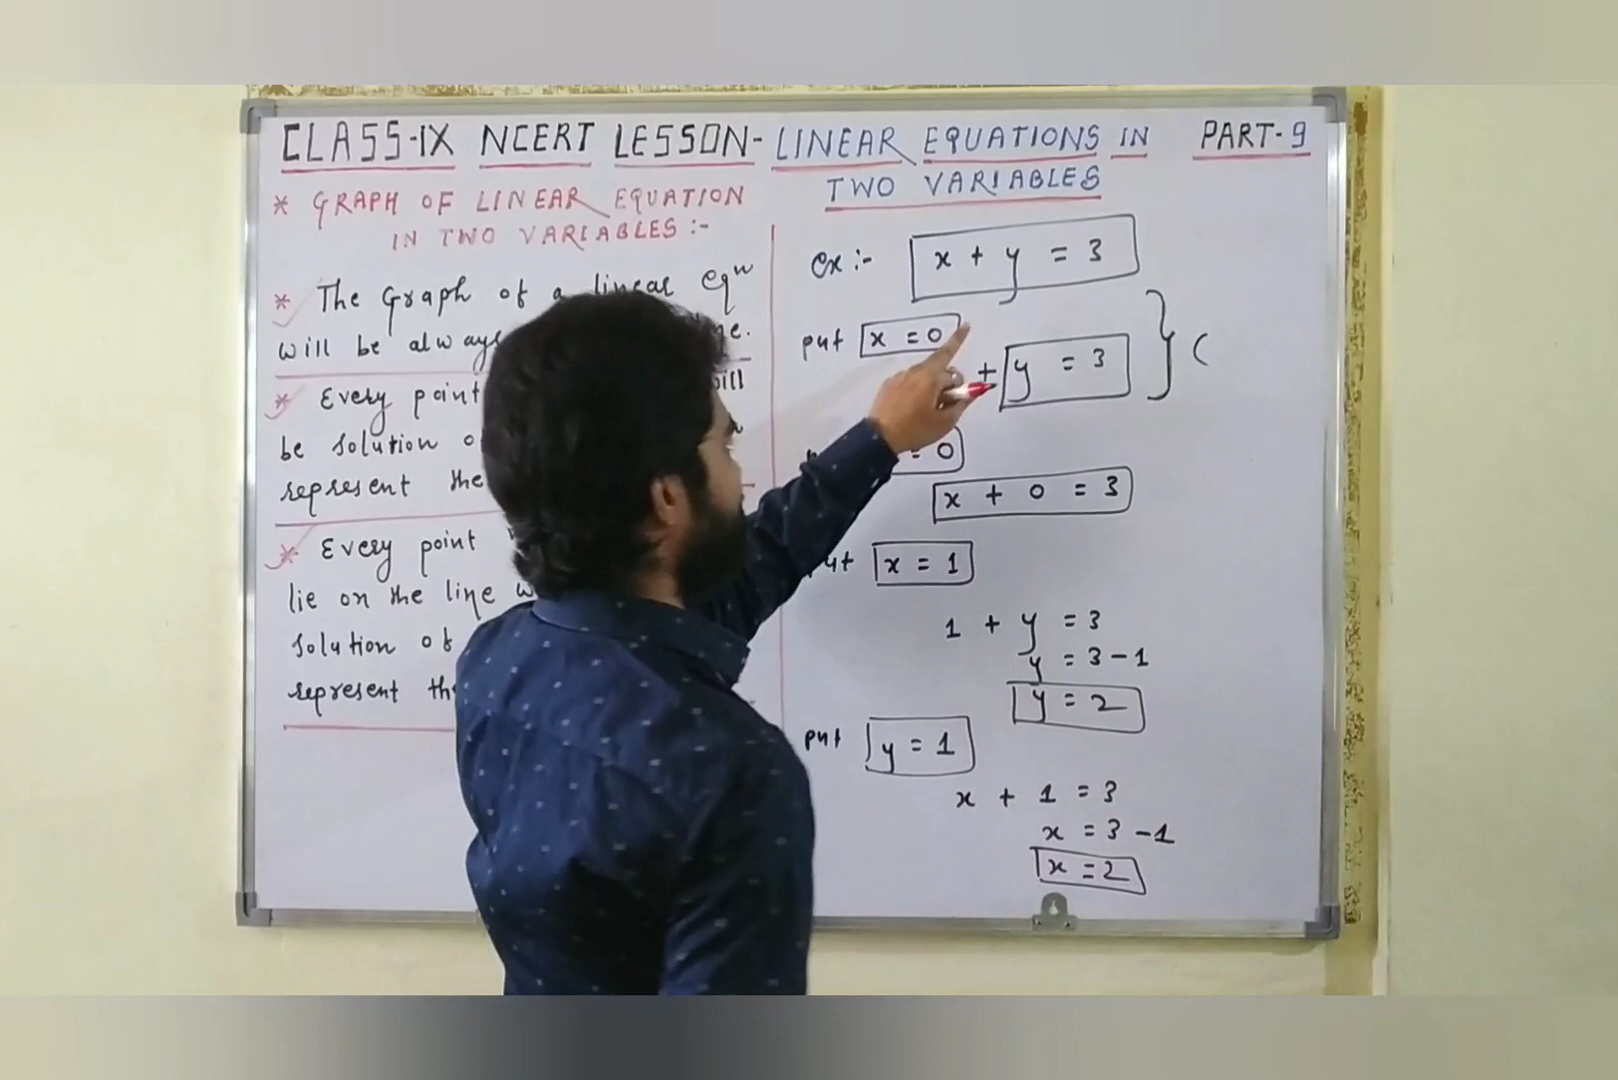 CLASS-IX NCERT LESSON- LINEAR EQUATIONS IN PART-9
TWO VARIABLES
* GRAPH OF LINEAR EQUATION
IN TWO VARIABLES :-
* The Graph of a linear eqn
will be always
* Every point
be solution
represent the
* Every point
lie on the line
solution of
represent
ex :- x + y = 3
put x = 0
+ y = 3 } (
= 0
x + 0 = 3
put x = 1
1 + y = 3
y = 3 - 1
y = 2
put y = 1
x + 1 = 3
x = 3 - 1
x = 2